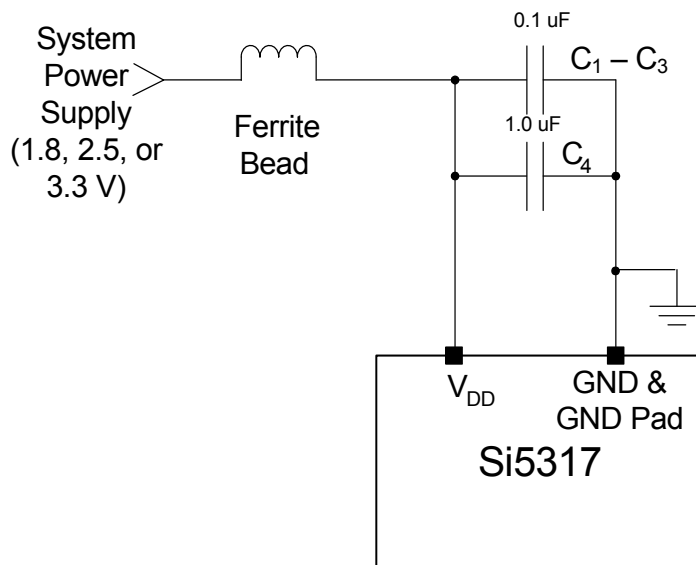 System
Power
Supply
(1.8, 2.5, or
3.3 V)
Ferrite
Bead
0.1 uF
C1 – C3
1.0 uF
C4
VDD
GND &
GND Pad
Si5317